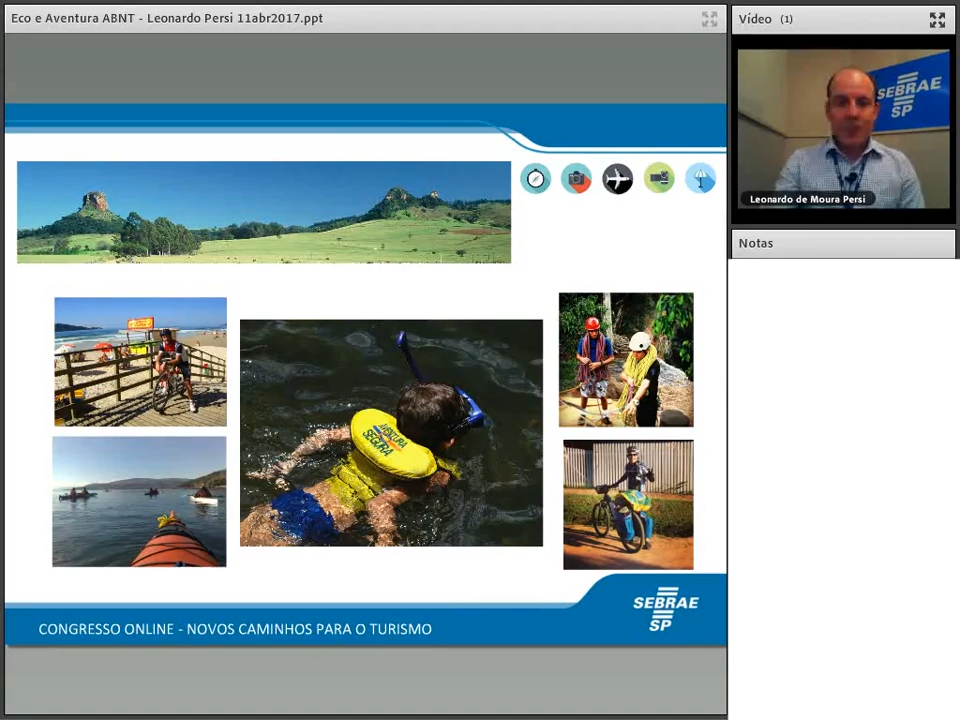 Eco e Aventura ABNT - Leonardo Persi 11abr2017.ppt
Vídeo (1)
SEBRAE
SP
Leonardo de Moura Persi
Notas
AVENTURA
SEGURA
SEBRAE
SP
CONGRESSO ONLINE - NOVOS CAMINHOS PARA O TURISMO